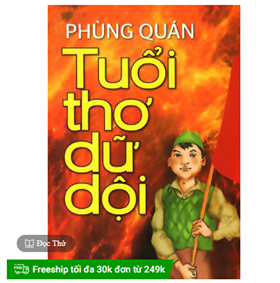 PHÙNG QUÁN
Tuổi
thơ
dữ
dội
Đọc Thử
Freeship tối đa 30k đơn từ 249k